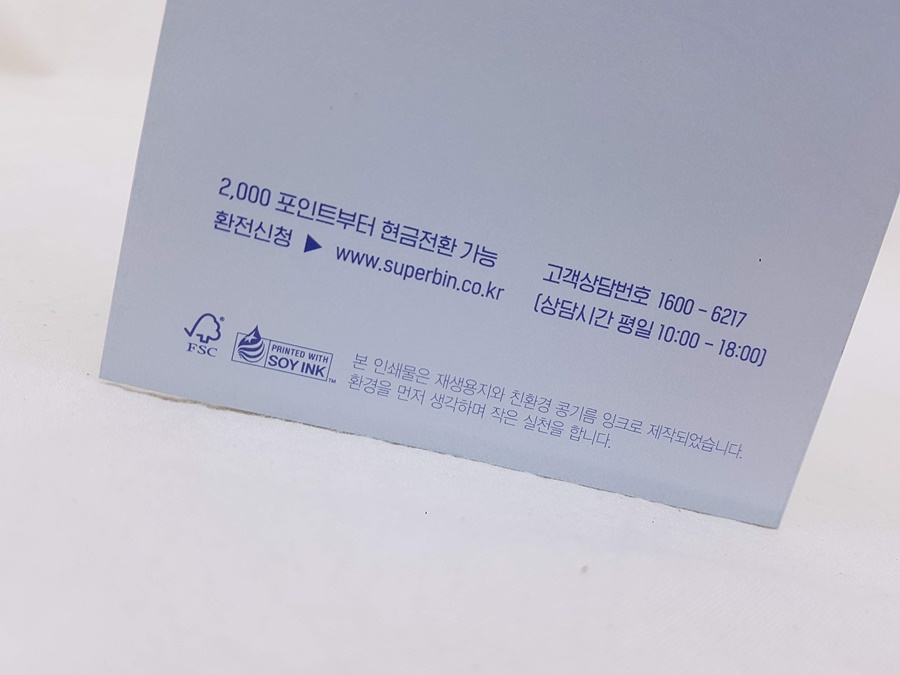 2,000 포인트부터 현금전환 가능
환전신청 ▶ www.superbin.co.kr
고객상담번호 1600 - 6217
(상담시간 평일 10:00 - 18:00)
FSC
PRINTED WITH
SOY INK™
본 인쇄물은 재생용지와 친환경 공기름 잉크로 제작되었습니다.
환경을 먼저 생각하며 작은 실천을 합니다.